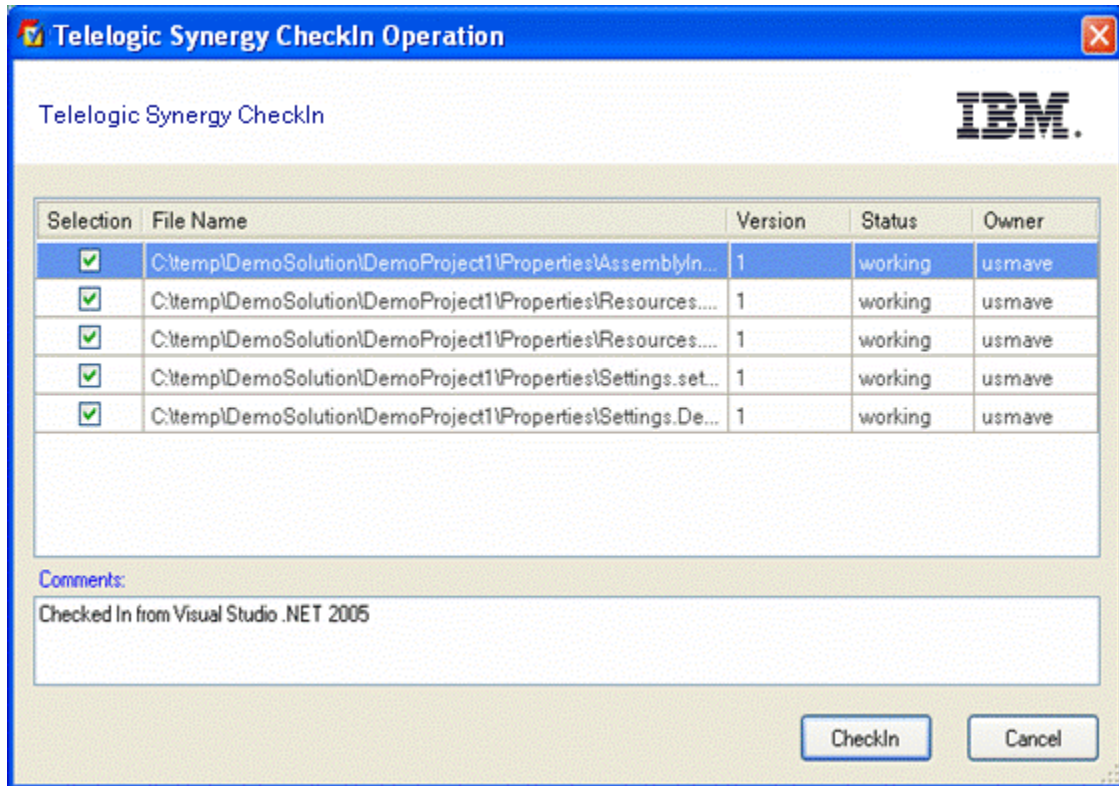 Telelogic Synergy CheckIn Operation
Telelogic Synergy CheckIn
IBM.
Selection File Name Version Status Owner
C:\temp\DemoSolution\DemoProject1\Properties\AssemblyIn... 1 working usmave
C:\temp\DemoSolution\DemoProject1\Properties\Resources.... 1 working usmave
C:\temp\DemoSolution\DemoProject1\Properties\Resources.... 1 working usmave
C:\temp\DemoSolution\DemoProject1\Properties\Settings.set... 1 working usmave
C:\temp\DemoSolution\DemoProject1\Properties\Settings.De... 1 working usmave
Comments:
Checked In from Visual Studio .NET 2005
CheckIn Cancel